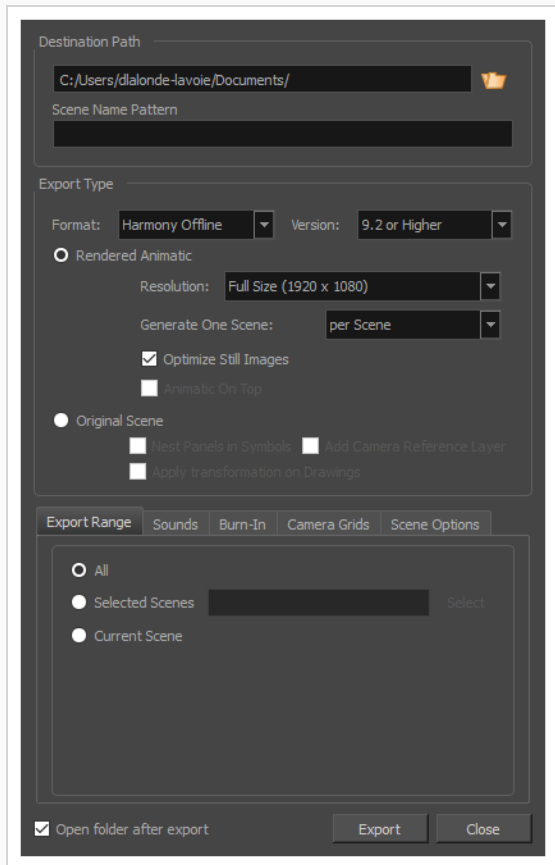 Destination Path
C:/Users/dlalonde-lavoie/Documents/
Scene Name Pattern
Export Type
Format: Harmony Offline Version: 9.2 or Higher
Rendered Animatic
Resolution: Full Size (1920 x 1080)
Generate One Scene: per Scene
Optimize Still Images
Animatic On Top
Original Scene
Nest Panels in Symbols Add Camera Reference Layer
Apply transformation on Drawings
Export Range Sounds Burn-In Camera Grids Scene Options
All
Selected Scenes Select
Current Scene
Open folder after export Export Close